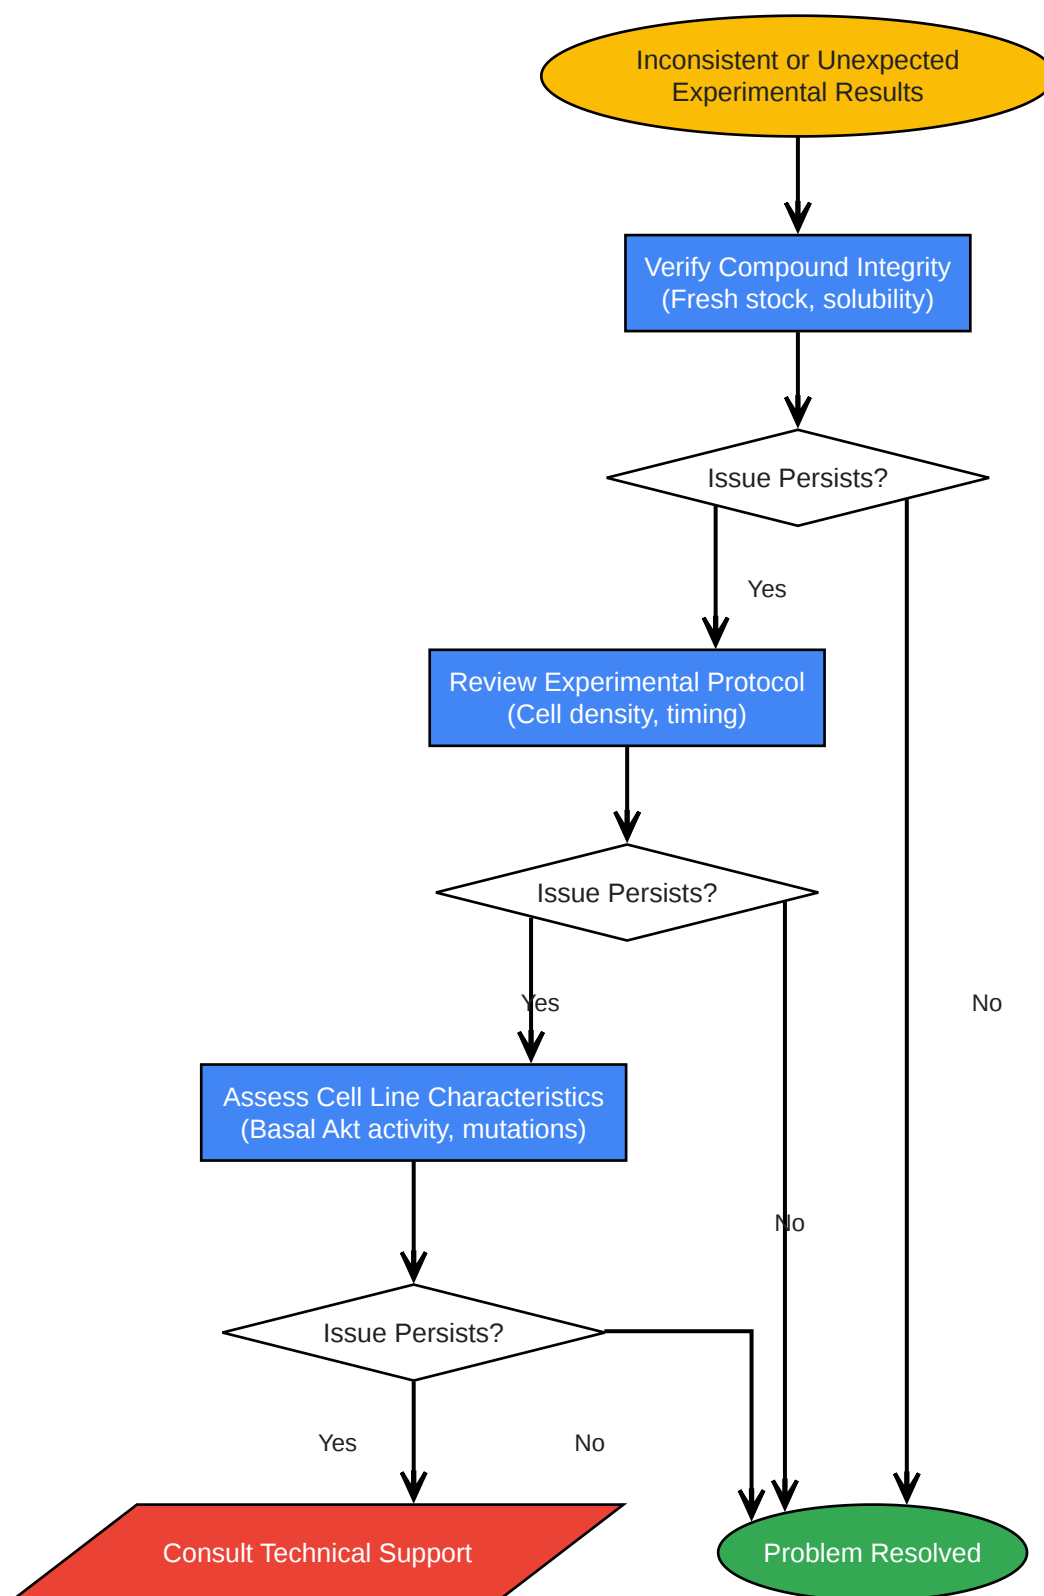 Inconsistent or Unexpected
Experimental Results
Verify Compound Integrity
(Fresh stock, solubility)
Issue Persists?
Yes
Review Experimental Protocol
(Cell density, timing)
Issue Persists?
Yes
No
Assess Cell Line Characteristics
(Basal Akt activity, mutations)
No
Issue Persists?
Yes
No
Consult Technical Support
Problem Resolved